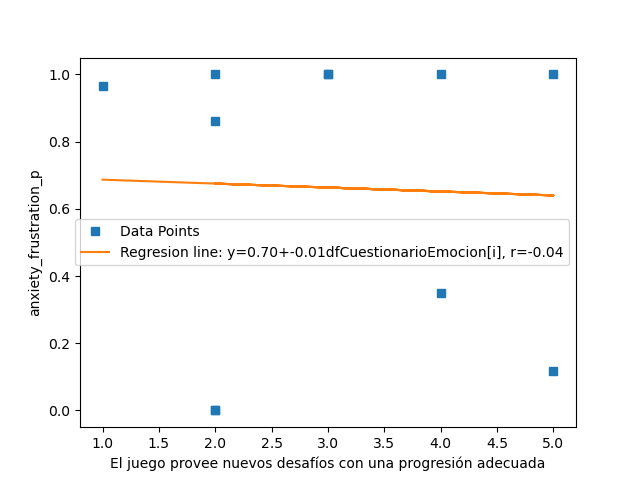 1.0
0.8
0.6
0.4
0.2
0.0
anxiety_frustration_p
Data Points
Regresion line: y=0.70+-0.01dfCuestionarioEmocion[i], r=-0.04
1.0 1.5 2.0 2.5 3.0 3.5 4.0 4.5 5.0
El juego provee nuevos desafíos con una progresión adecuada